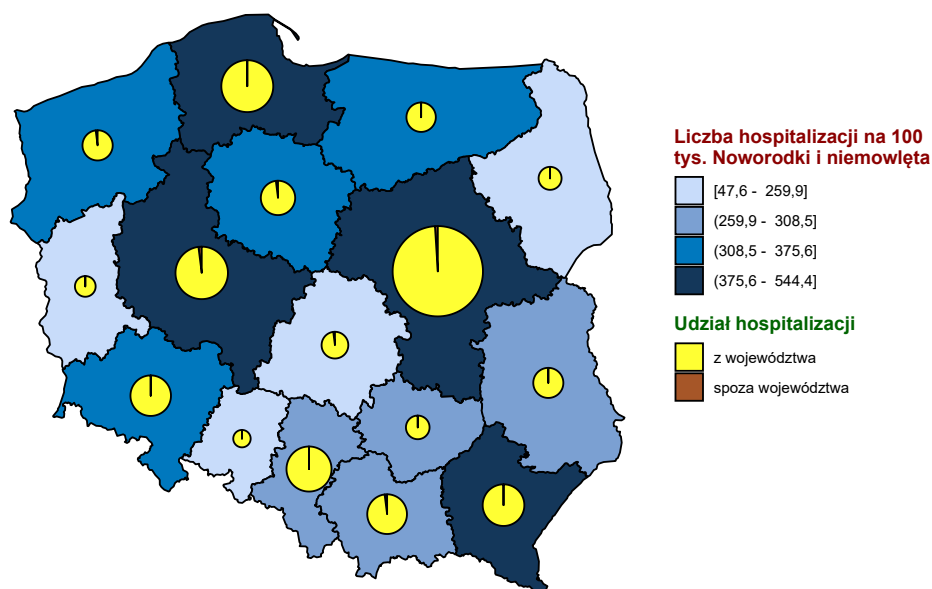 Liczba hospitalizacji na 100
tys. Noworodki i niemowlęta
[47,6 - 259,9]
(259,9 - 308,5]
(308,5 - 375,6]
(375,6 - 544,4]
Udział hospitalizacji
z województwa
spoza województwa